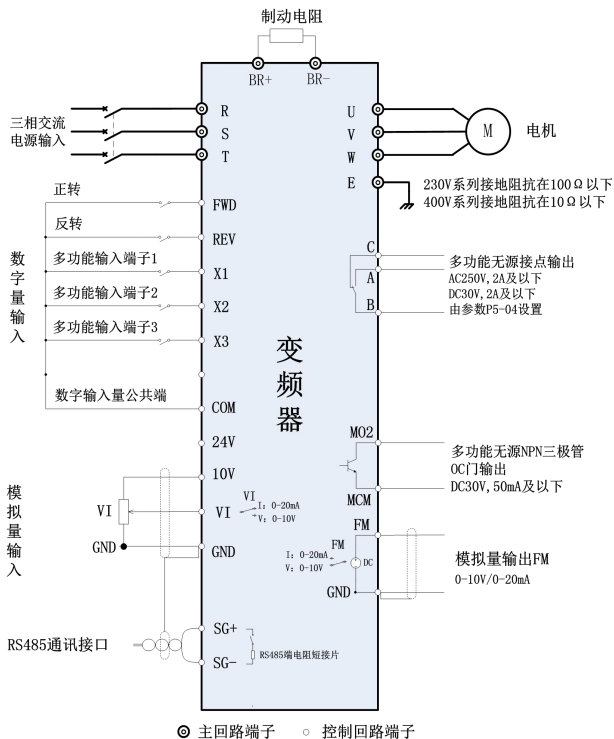 制动电阻
BR+
BR-
三相交流
电源输入
R
S
T
U
V
W
E
M
电机
230V系列接地阻抗在100Ω以下
400V系列接地阻抗在10Ω以下
数字量输入
正转
FWD
反转
REV
多功能输入端子1
X1
多功能输入端子2
X2
多功能输入端子3
X3
数字输入量公共端
COM
24V
变频器
C
A
B
多功能无源接点输出
AC250V,2A及以下
DC30V,2A及以下
由参数P5-04设置
MO2
MCM
多功能无源NPN三极管
OC门输出
DC30V,50mA及以下
模拟量输入
10V
VI
VI
GND
GND
VI
I: 0-20mA
V: 0-10V
FM
FM
I: 0-20mA
V: 0-10V
DC
GND
模拟量输出FM
0-10V/0-20mA
RS485通讯接口
SG+
SG-
RS485端电阻短接片
主回路端子
控制回路端子